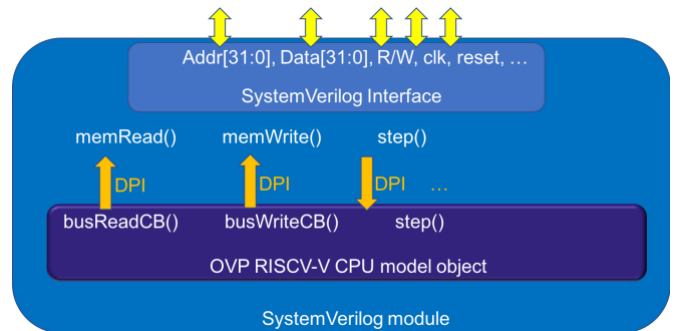 Addr[31:0], Data[31:0], R/W, clk, reset, ...
SystemVerilog Interface
memRead() memWrite() step()
DPI DPI DPI ...
busReadCB() busWriteCB() step()
OVP RISCV-V CPU model object
SystemVerilog module